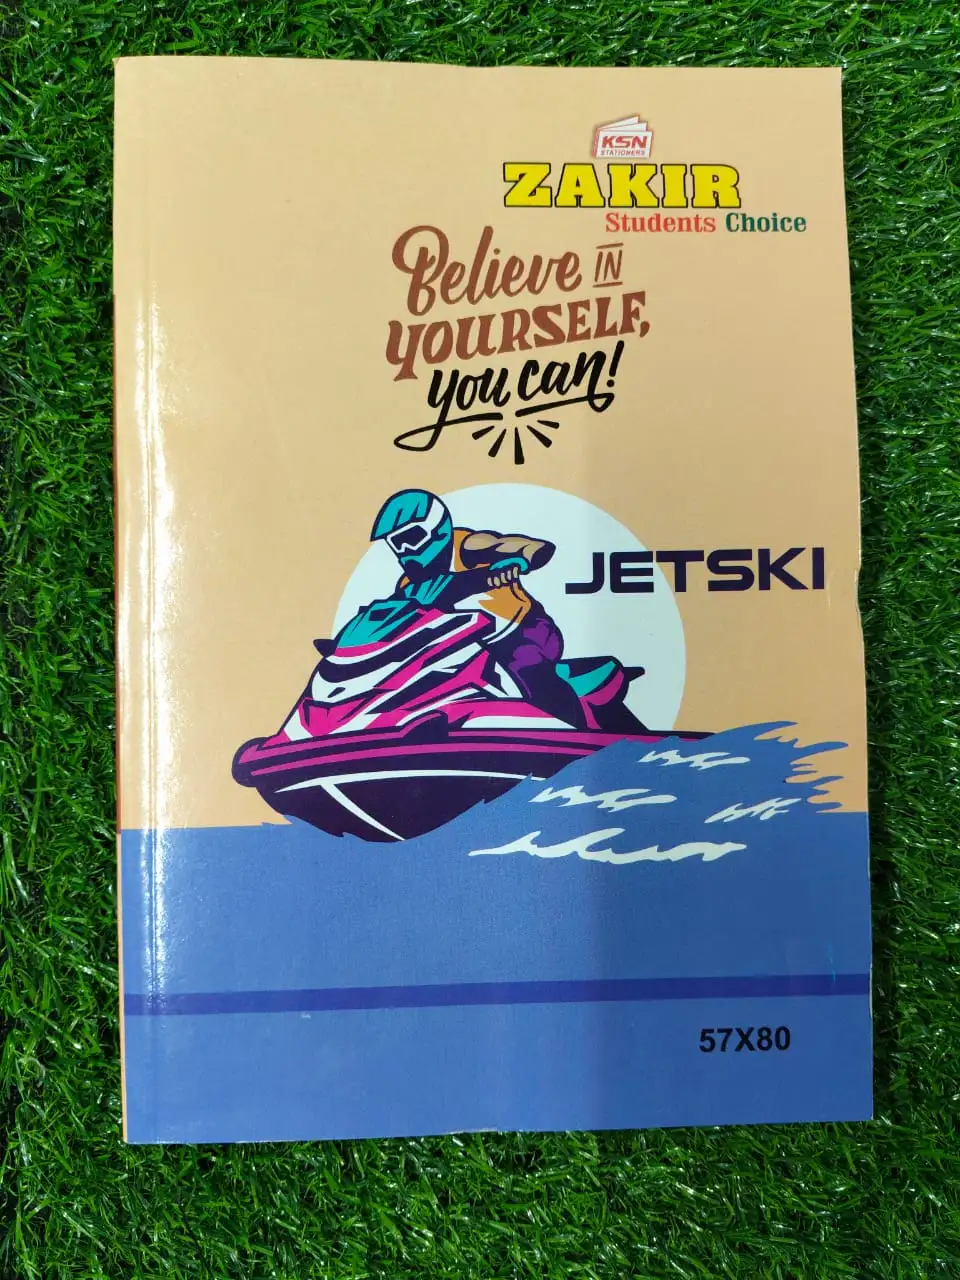 KSN
STATIONERS
ZAKIR
Students Choice
Believe IN
YOURSELF,
you can!
JETSKI
57X80